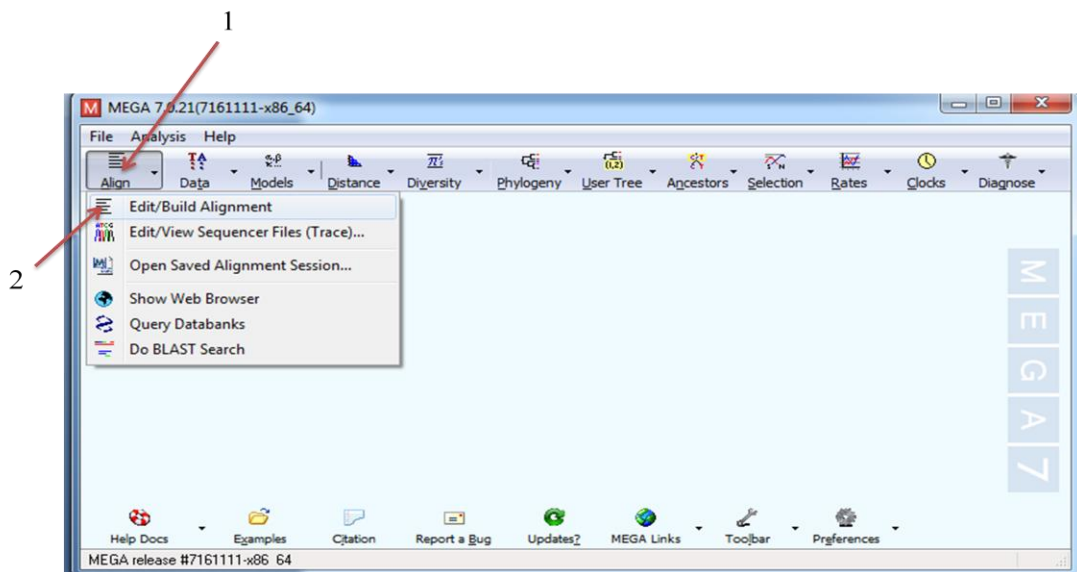 1
MEGA 7.0.21(7161111-x86_64)
File Analysis Help
Align Data Models Distance Diversity Phylogeny User Tree Ancestors Selection Rates Clocks Diagnose
Edit/Build Alignment
Edit/View Sequencer Files (Trace)...
2
Open Saved Alignment Session...
Show Web Browser
Query Databanks
Do BLAST Search
M
E
G
A
7
Help Docs Examples Citation Report a Bug Updates? MEGA Links Toolbar Preferences
MEGA release #7161111-x86_64